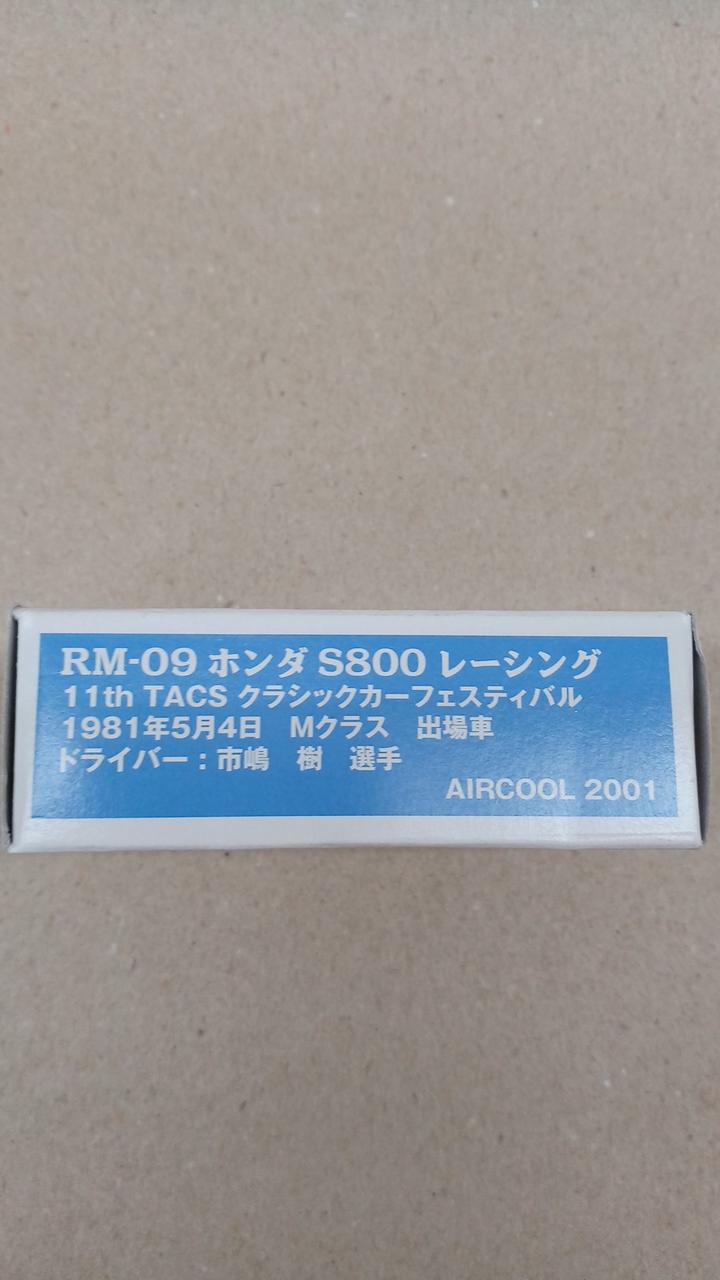 RM-09 ホンダ S800 レーシング
11th TACS クラシックカーフェスティバル
1981年5月4日　Mクラス　出場車
ドライバー：市嶋　樹　選手
AIRCOOL 2001